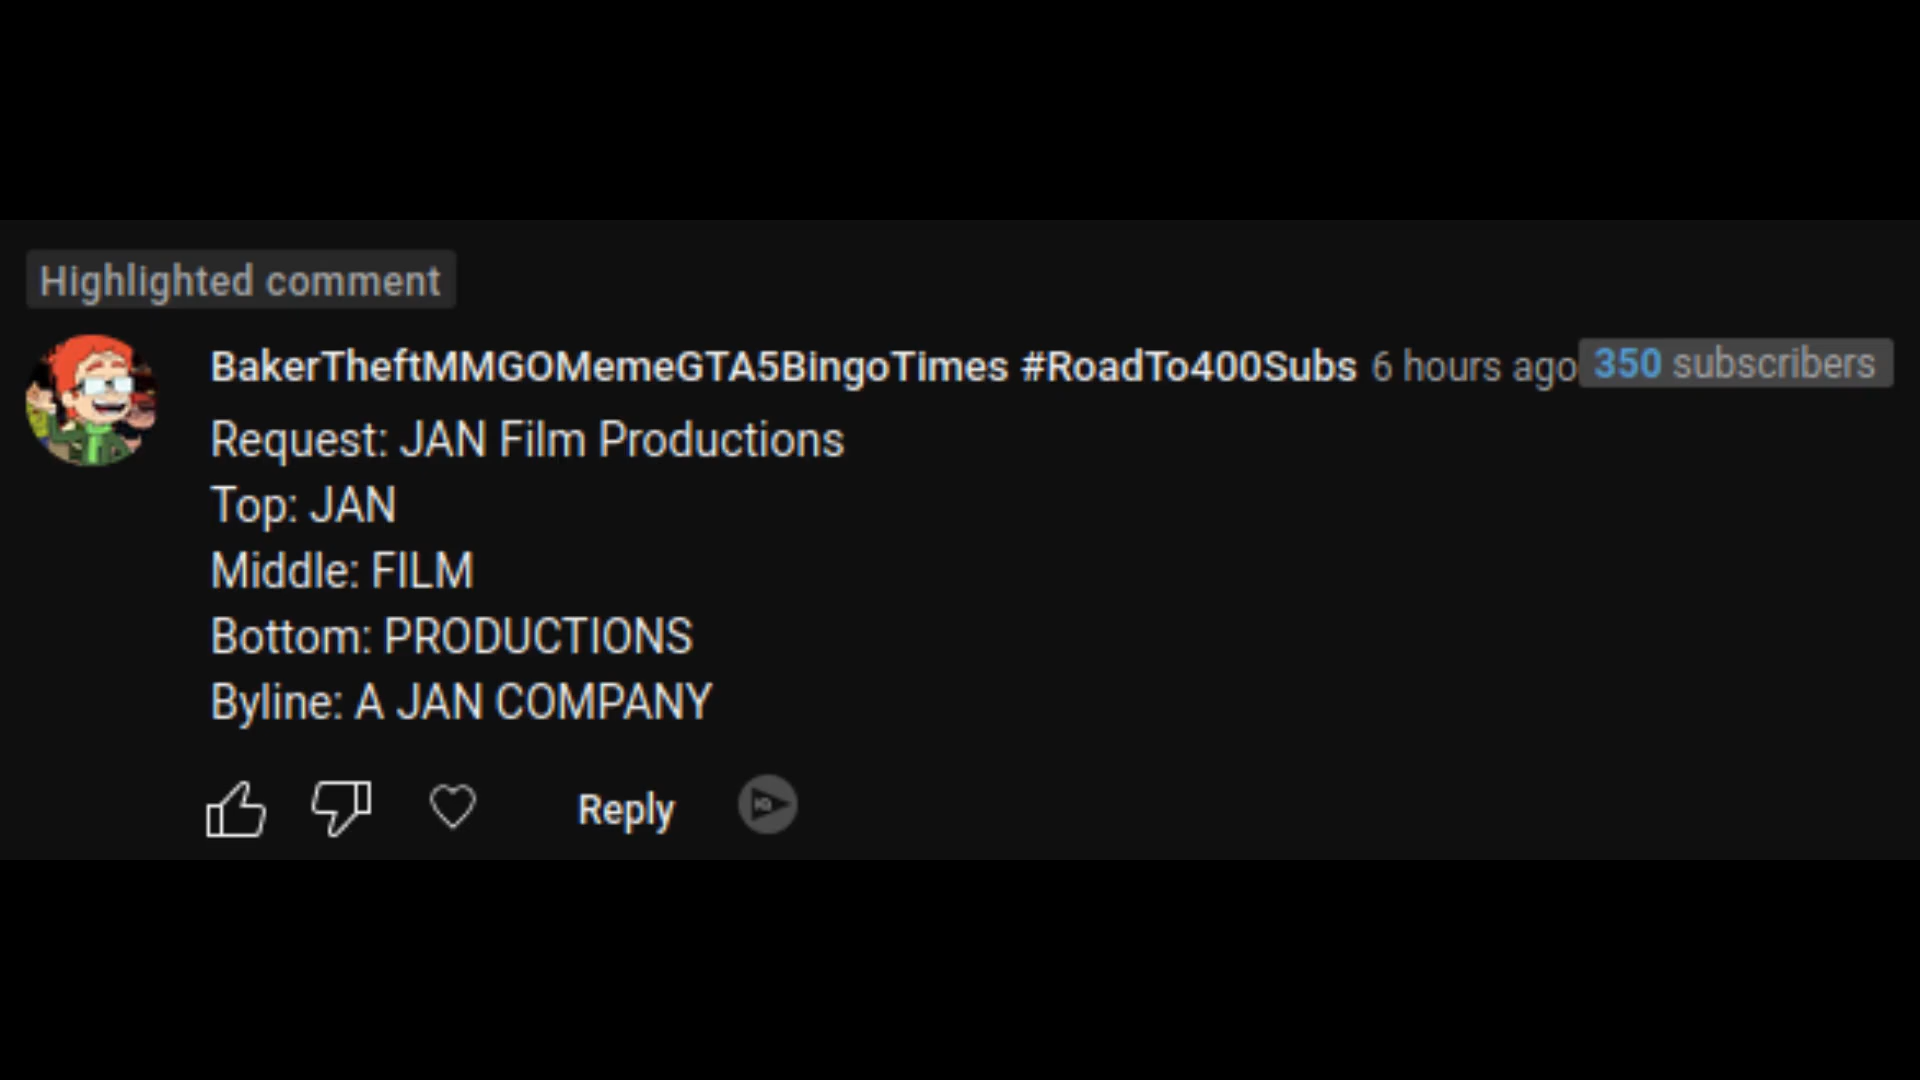 Highlighted comment
BakerTheftMMGOMemeGTA5BingoTimes #RoadTo400Subs 6 hours ago 350 subscribers
Request: JAN Film Productions
Top: JAN
Middle: FILM
Bottom: PRODUCTIONS
Byline: A JAN COMPANY
Reply